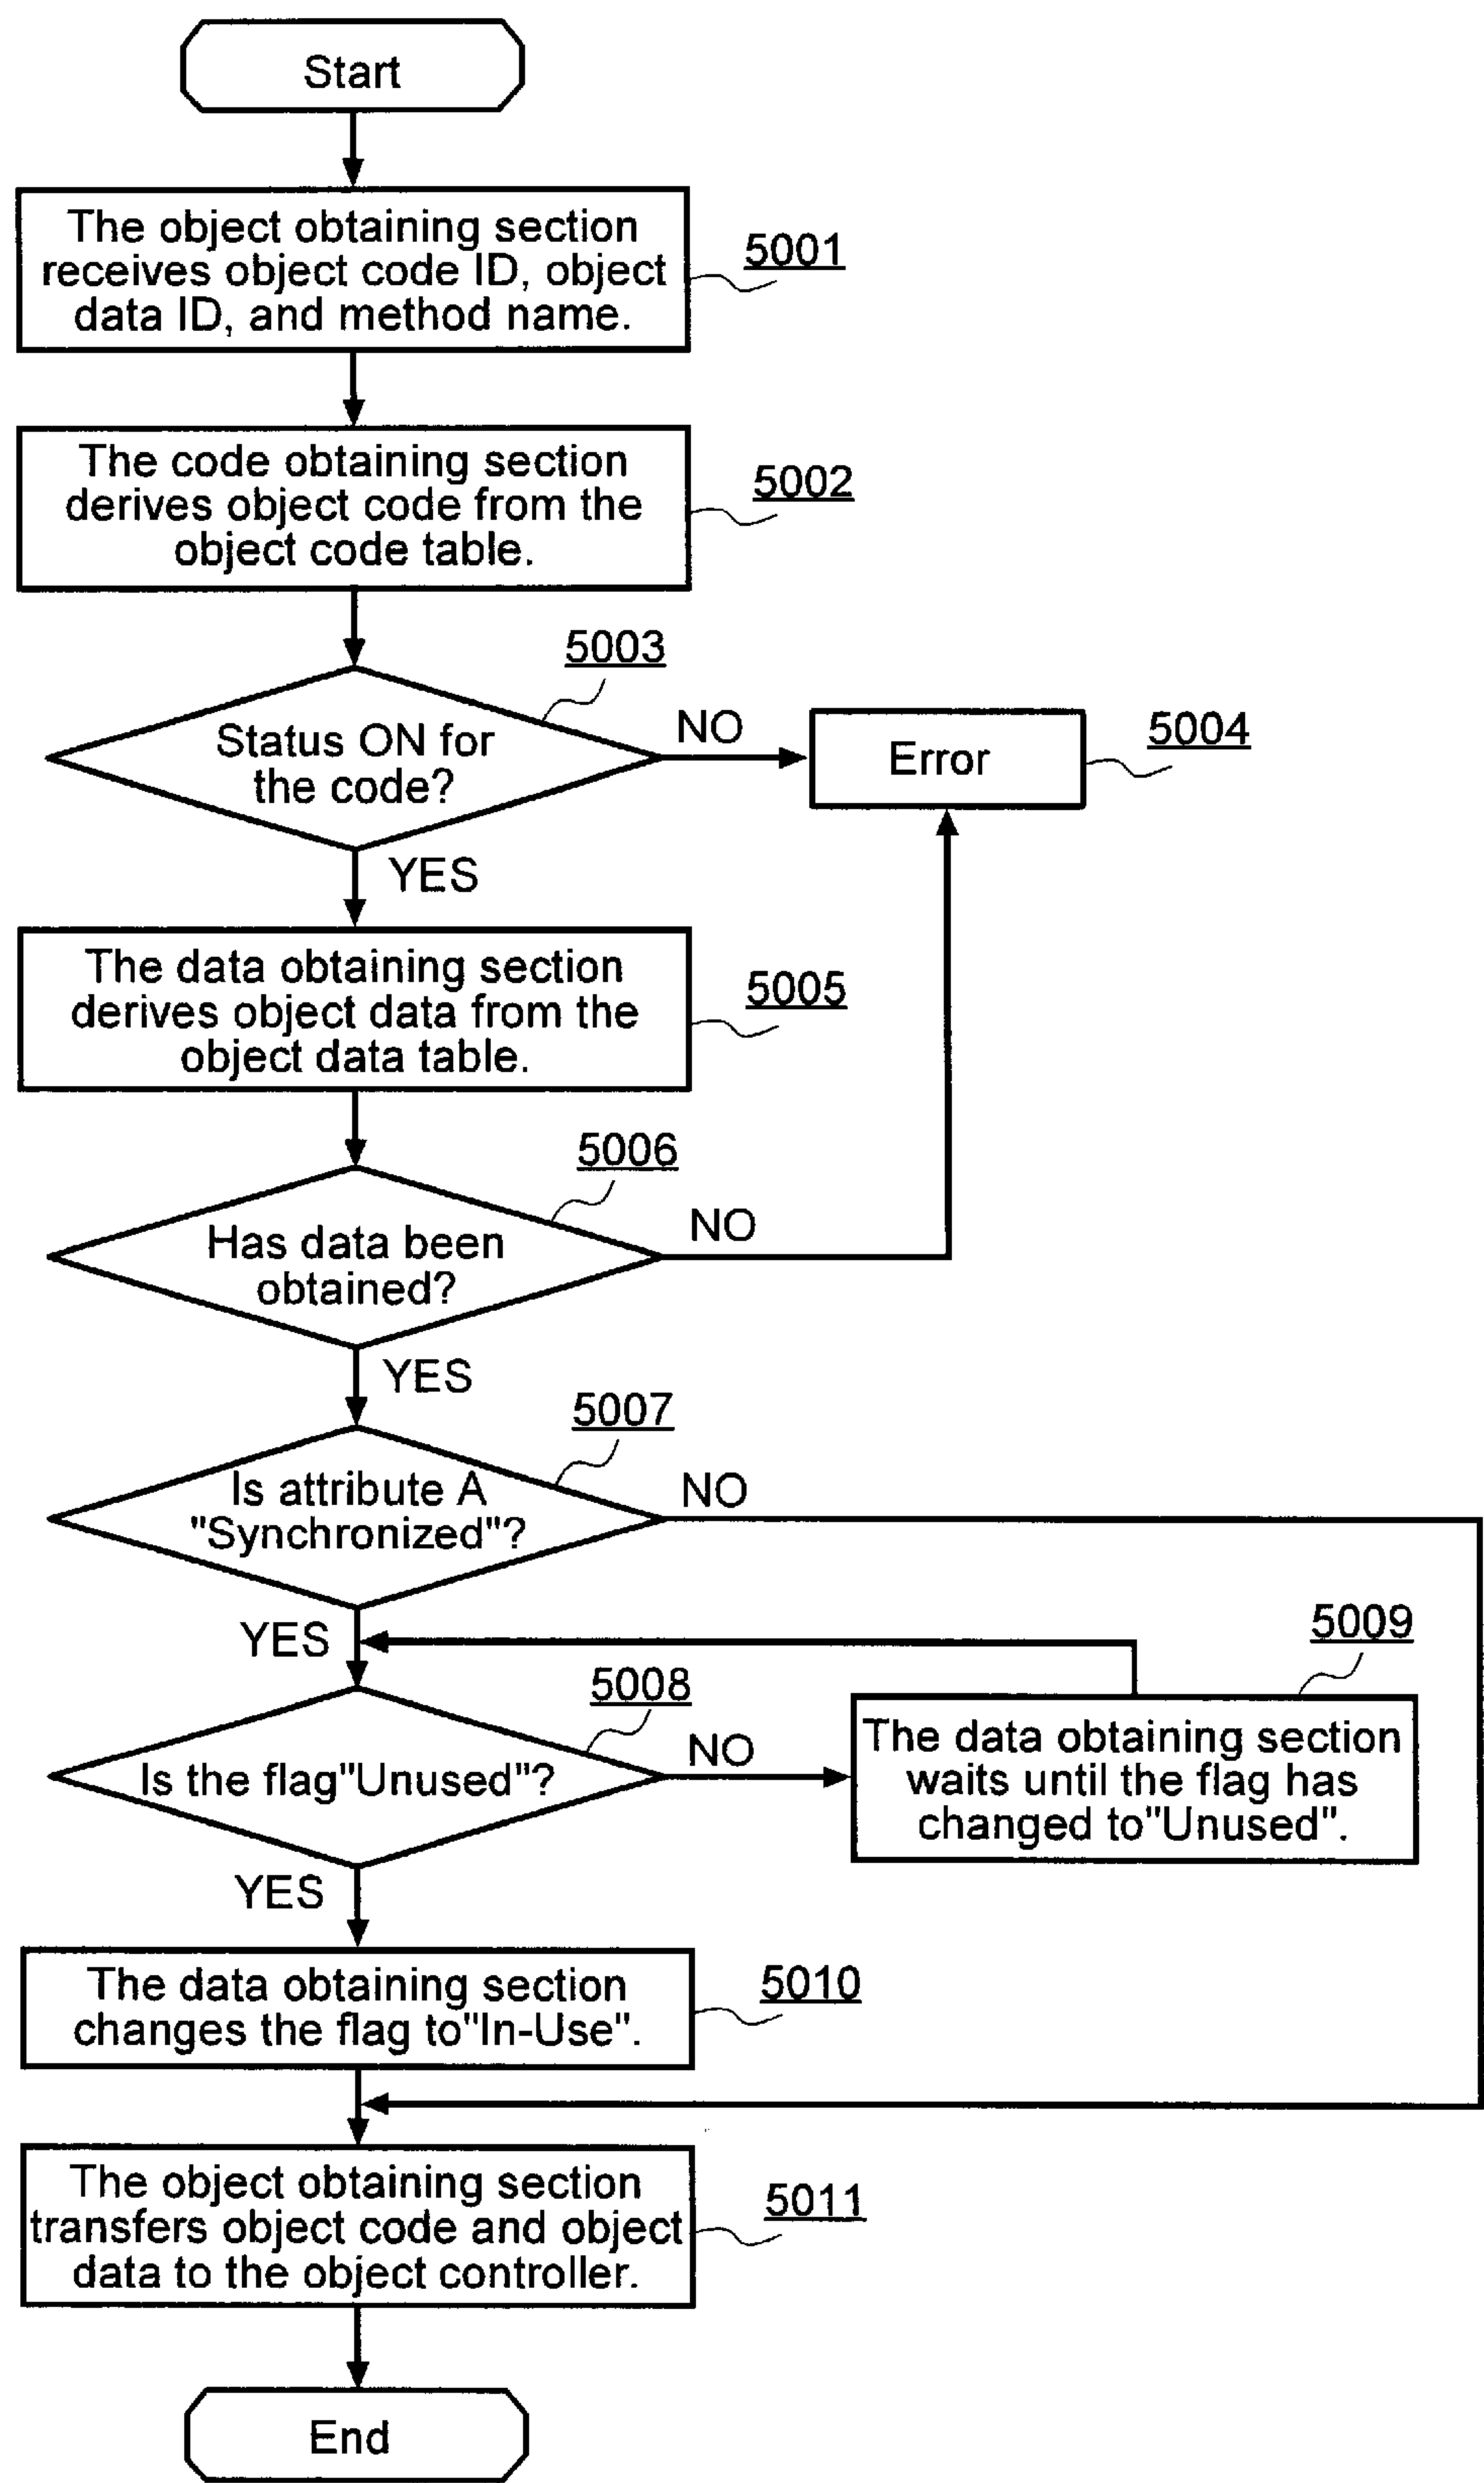 Start
The object obtaining section
receives object code ID, object
data ID, and method name.
5001
The code obtaining section
derives object code from the
object code table.
5002
5003
Status ON for
the code?
NO
Error
5004
YES
The data obtaining section
derives object data from the
object data table.
5005
5006
Has data been
obtained?
NO
YES
5007
Is attribute A
"Synchronized"?
NO
YES
5009
5008
Is the flag"Unused"?
NO
The data obtaining section
waits until the flag has
changed to"Unused".
YES
The data obtaining section
changes the flag to"In-Use".
5010
The object obtaining section
transfers object code and object
data to the object controller.
5011
End